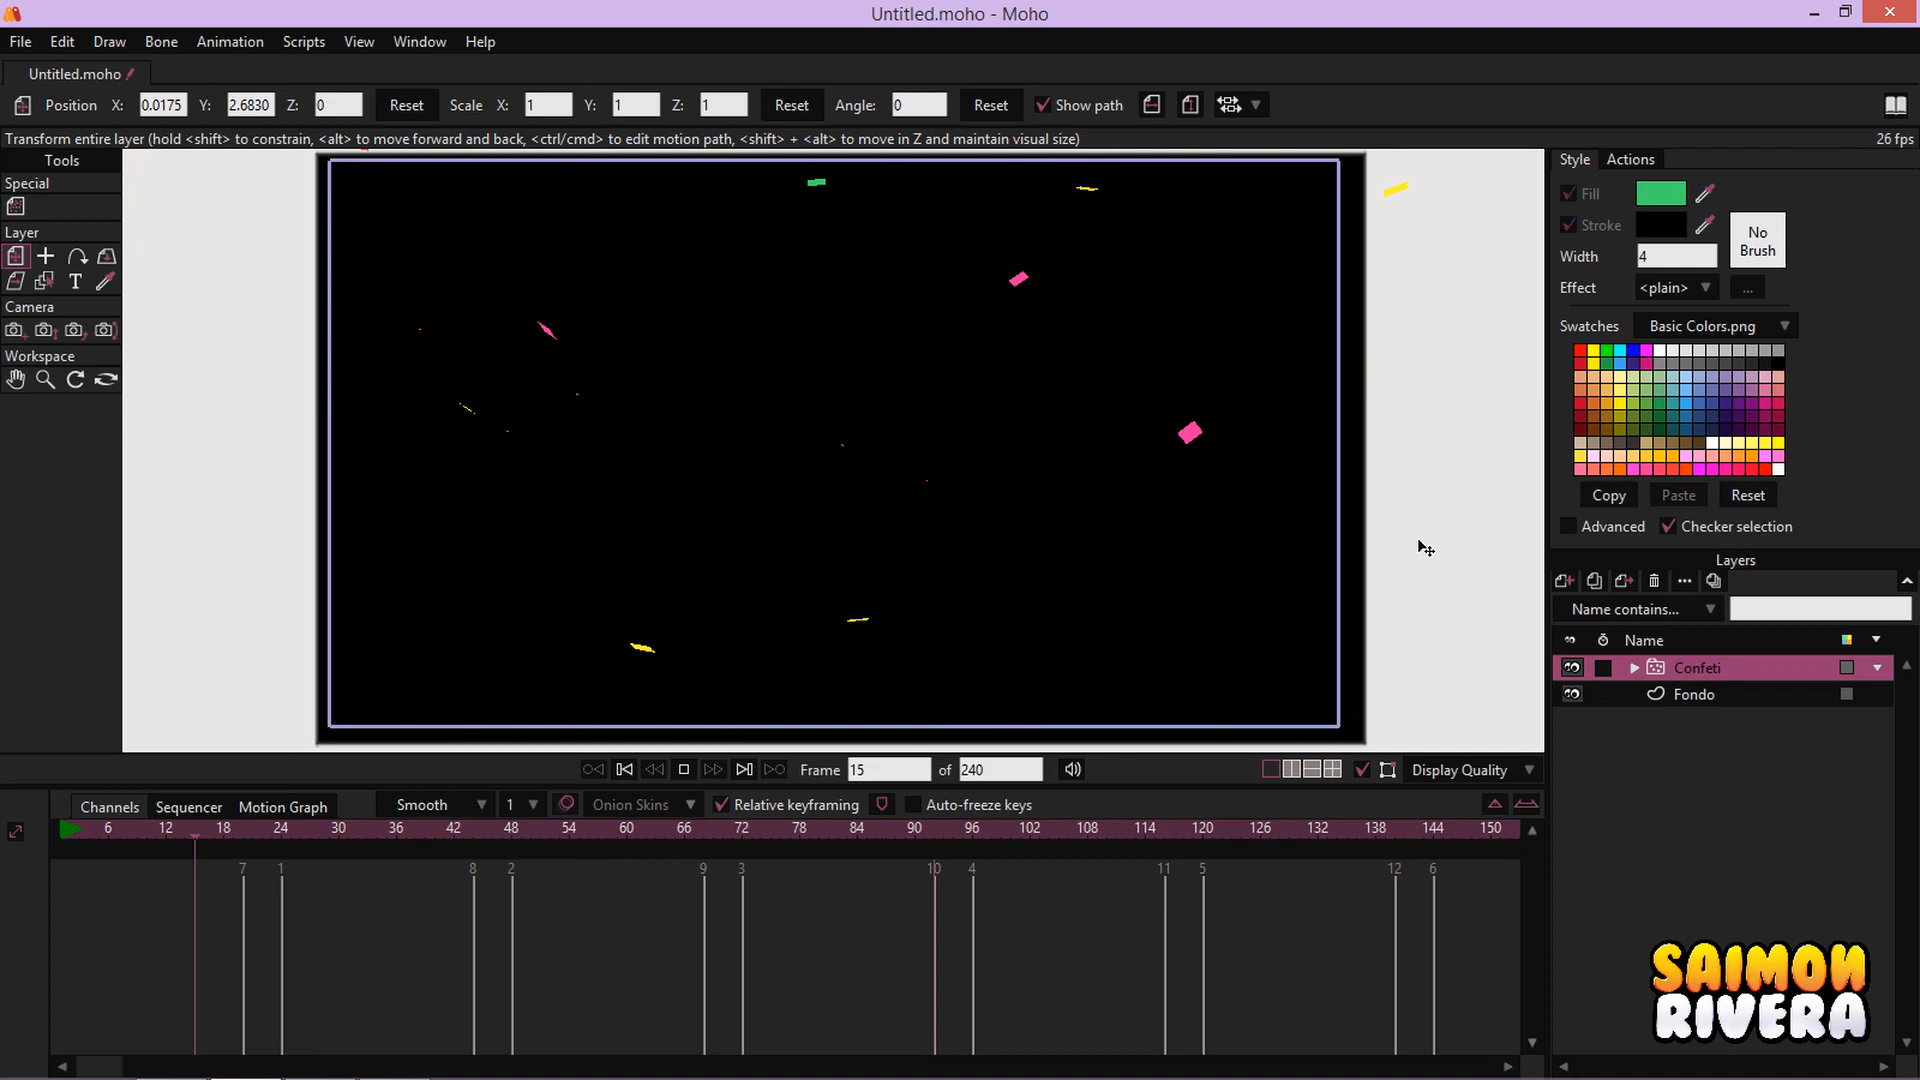 Untitled.moho - Moho
File Edit Draw Bone Animation Scripts View Window Help
Untitled.moho
Position X: 0.0175 Y: 2.6830 Z: 0 Reset Scale X: 1 Y: 1 Z: 1 Reset Angle: 0 Reset Show path
Transform entire layer (hold <shift> to constrain, <alt> to move forward and back, <ctrl/cmd> to edit motion path, <shift> + <alt> to move in Z and maintain visual size) 26 fps
Tools
Special
Layer
T
Camera
Workspace
Style Actions
Fill
Stroke
No Brush
Width 4
Effect <plain> ...
Swatches Basic Colors.png
Copy Paste Reset
Advanced Checker selection
Layers
Name contains...
Name
Confeti
Fondo
Frame 15 of 240 Display Quality
Channels Sequencer Motion Graph Smooth 1 Onion Skins Relative keyframing Auto-freeze keys
6 12 18 24 30 36 42 48 54 60 66 72 78 84 90 96 102 108 114 120 126 132 138 144 150
7 1 8 2 9 3 10 4 11 5 12 6
SAIMON
RIVERA